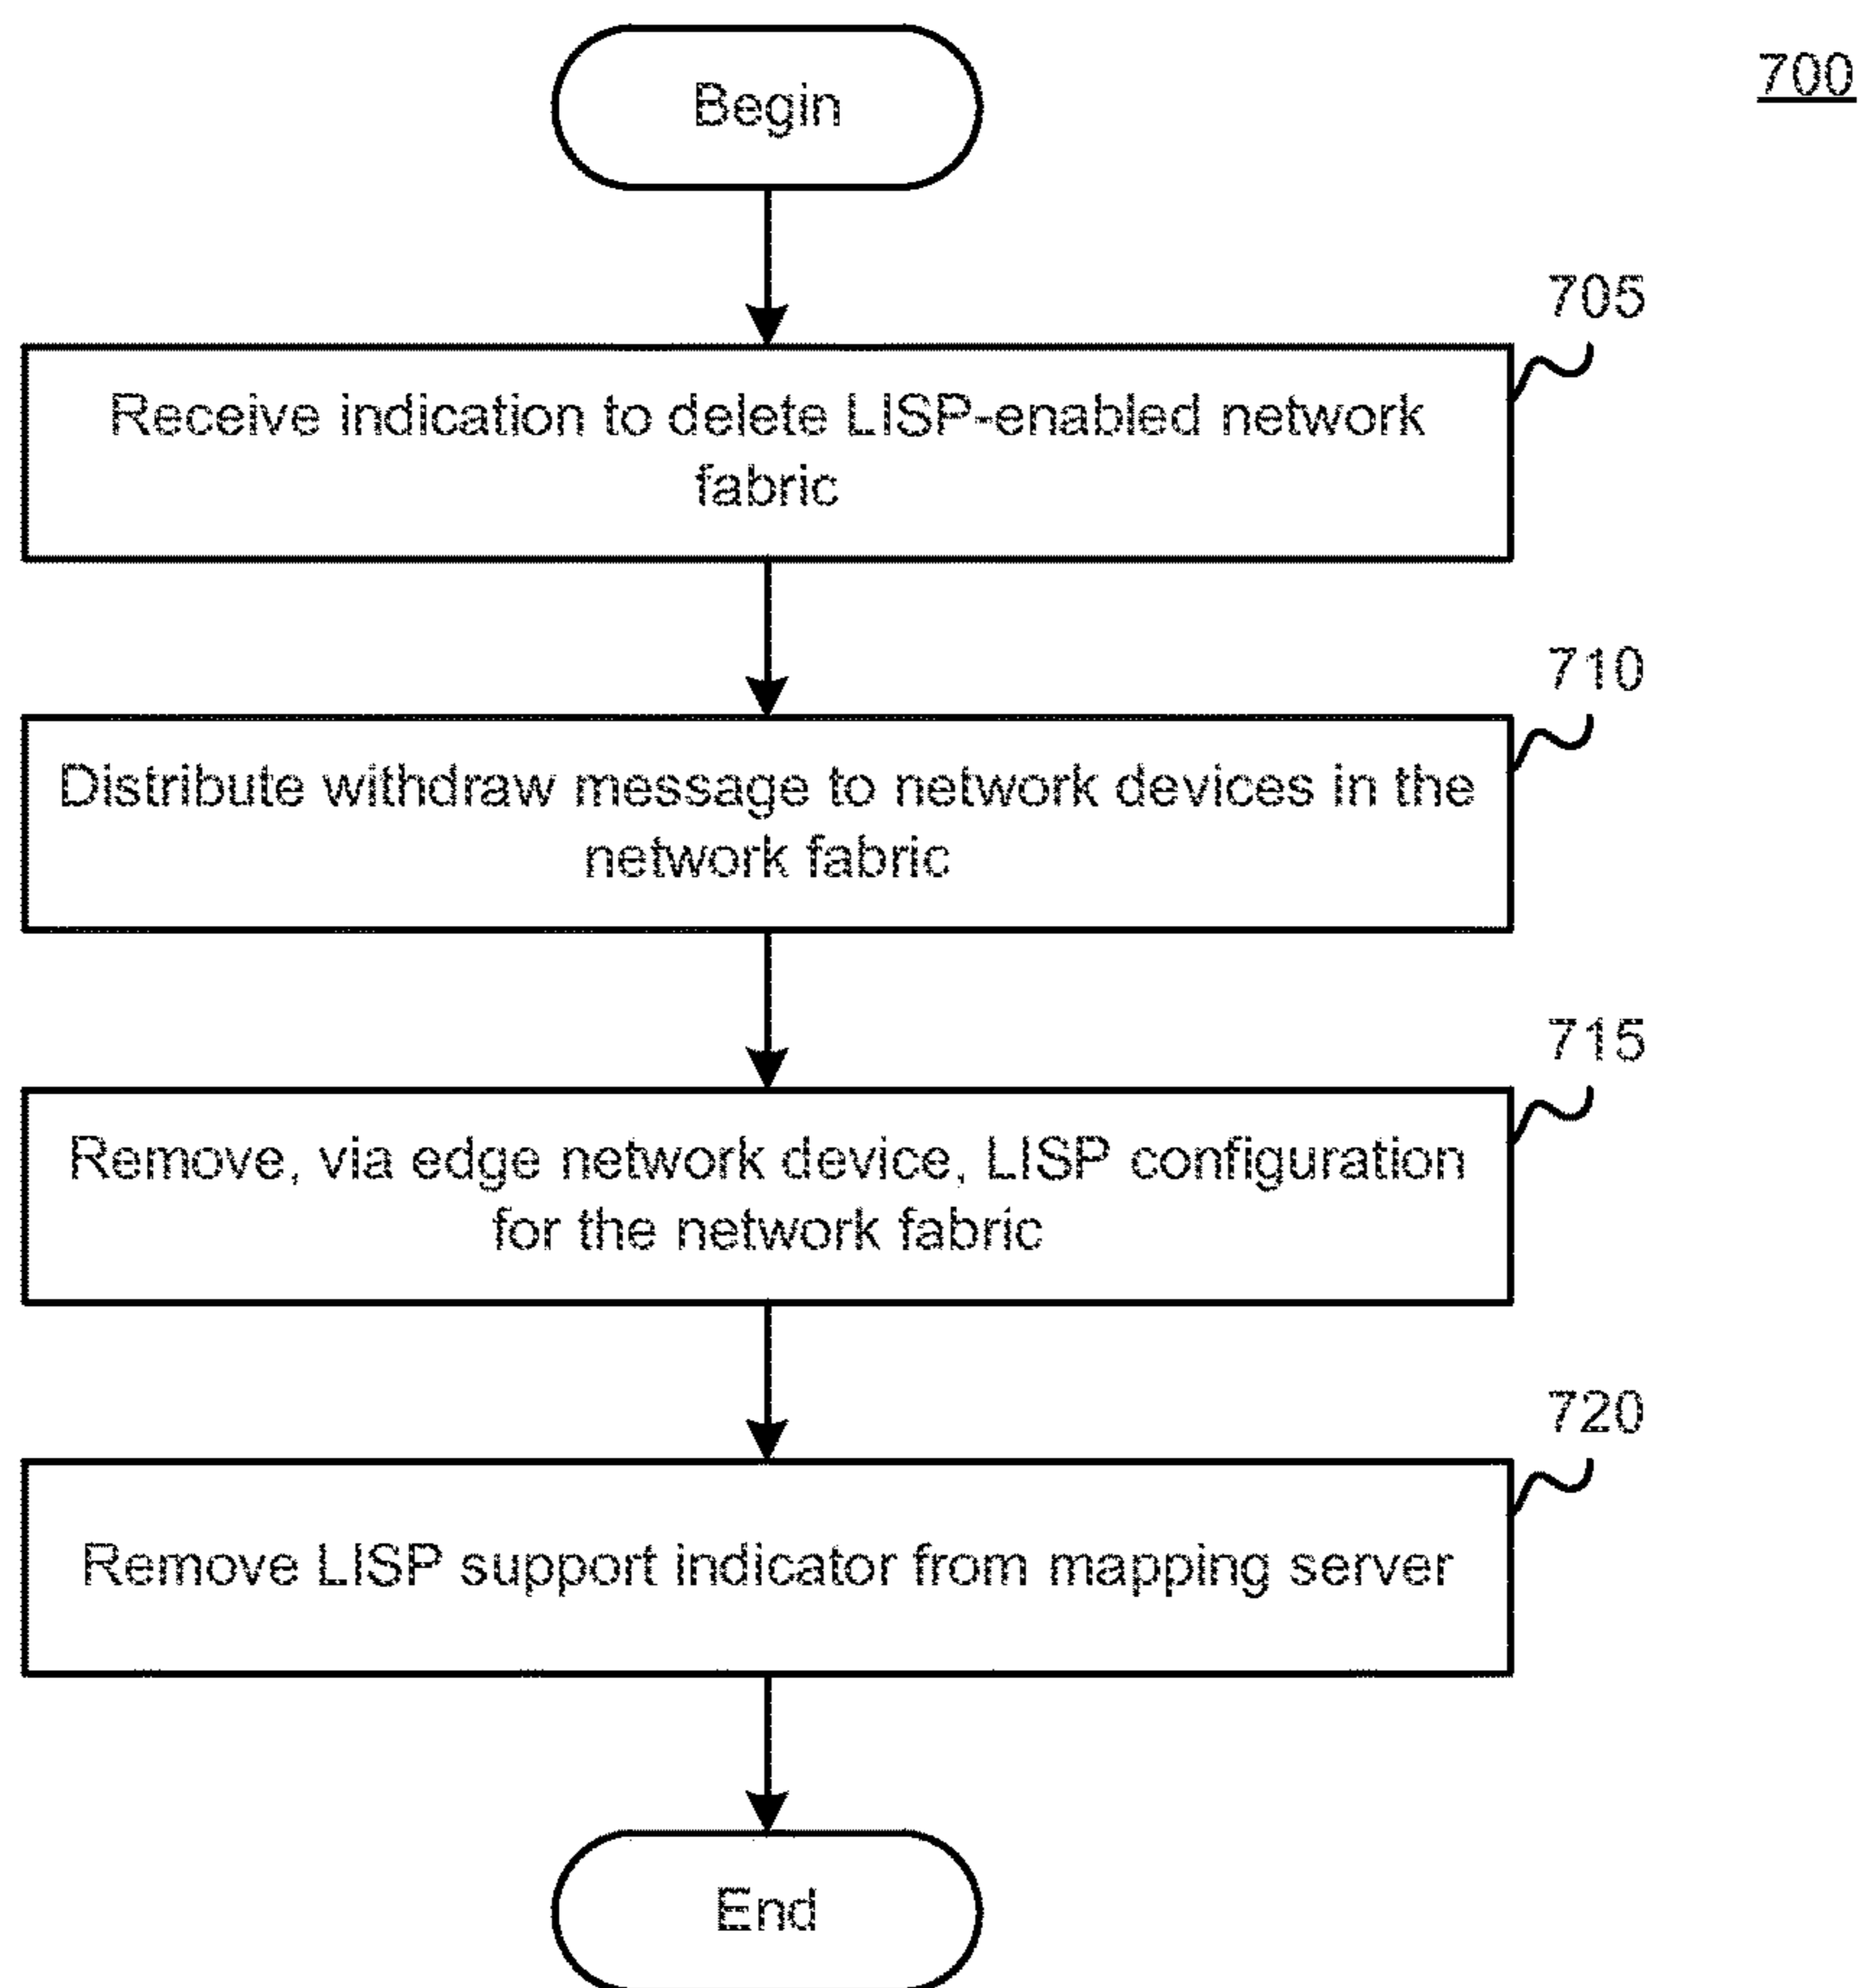 700
Begin
705
Receive indication to delete LISP-enabled network
fabric
710
Distribute withdraw message to network devices in the
network fabric
715
Remove, via edge network device, LISP configuration
for the network fabric
720
Remove LISP support indicator from mapping server
End